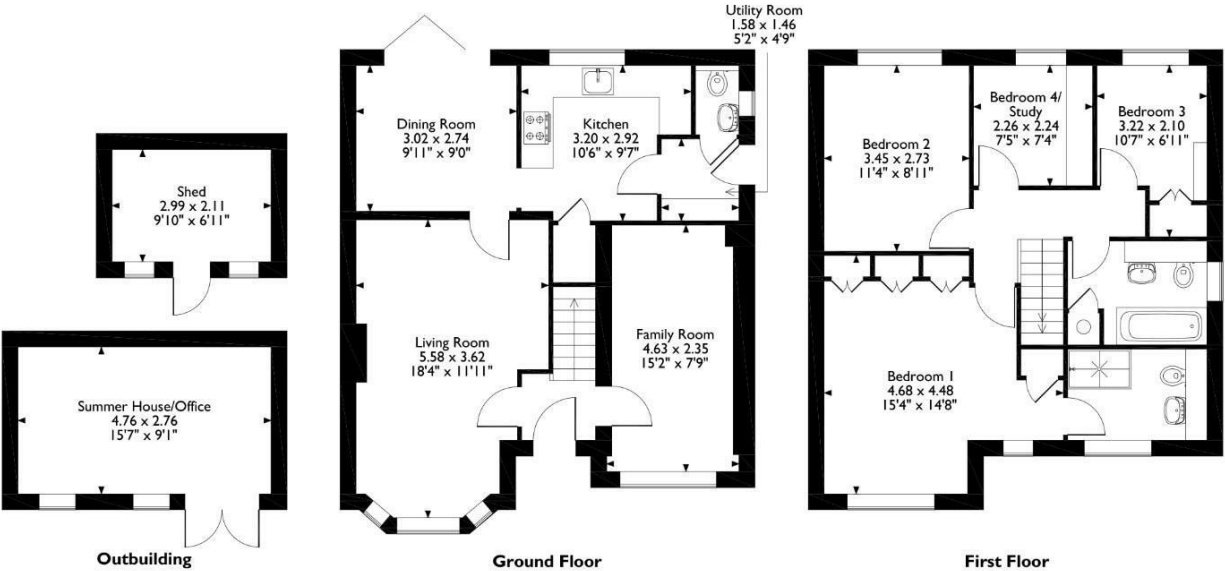 Utility Room
1.58 x 1.46
5'2" x 4'9"
Dining Room
3.02 x 2.74
9'11" x 9'0"
Kitchen
3.20 x 2.92
10'6" x 9'7"
Bedroom 2
3.45 x 2.73
11'4" x 8'11"
Bedroom 4/
Study
2.26 x 2.24
7'5" x 7'4"
Bedroom 3
3.22 x 2.10
10'7" x 6'11"
Shed
2.99 x 2.11
9'10" x 6'11"
Living Room
5.58 x 3.62
18'4" x 11'11"
Family Room
4.63 x 2.35
15'2" x 7'9"
Bedroom 1
4.68 x 4.48
15'4" x 14'8"
Summer House/Office
4.76 x 2.76
15'7" x 9'1"
Outbuilding
Ground Floor
First Floor